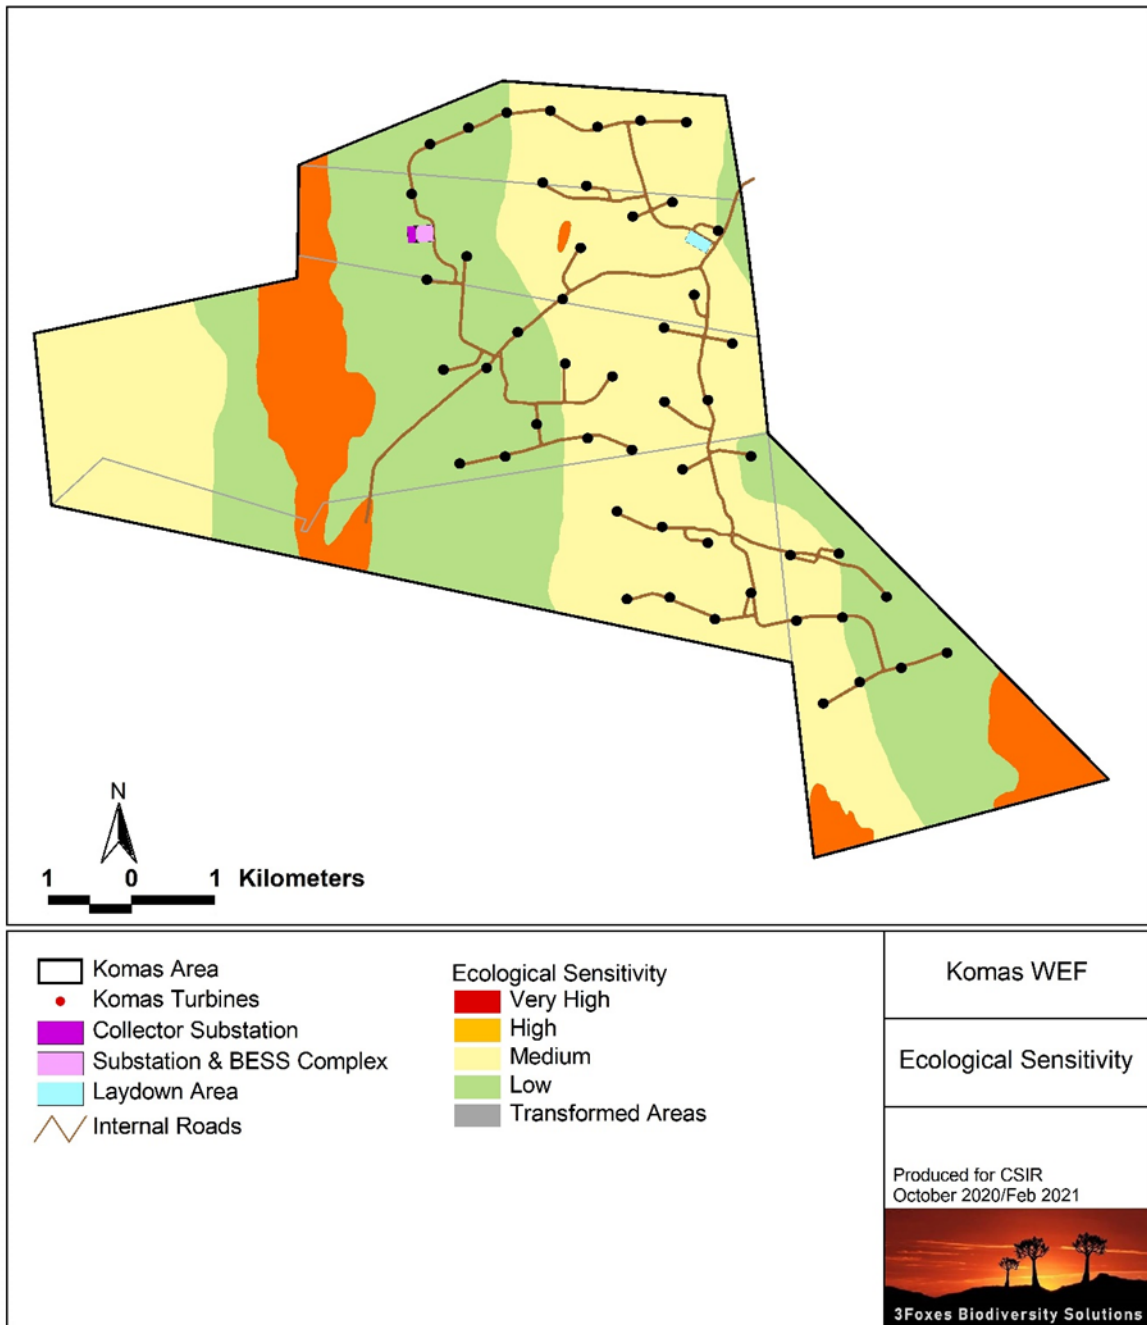 N
1 0 1 Kilometers
Komas Area
Komas Turbines
Collector Substation
Substation & BESS Complex
Laydown Area
Internal Roads
Ecological Sensitivity
Very High
High
Medium
Low
Transformed Areas
Komas WEF
Ecological Sensitivity
Produced for CSIR
October 2020/Feb 2021
3Foxes Biodiversity Solutions